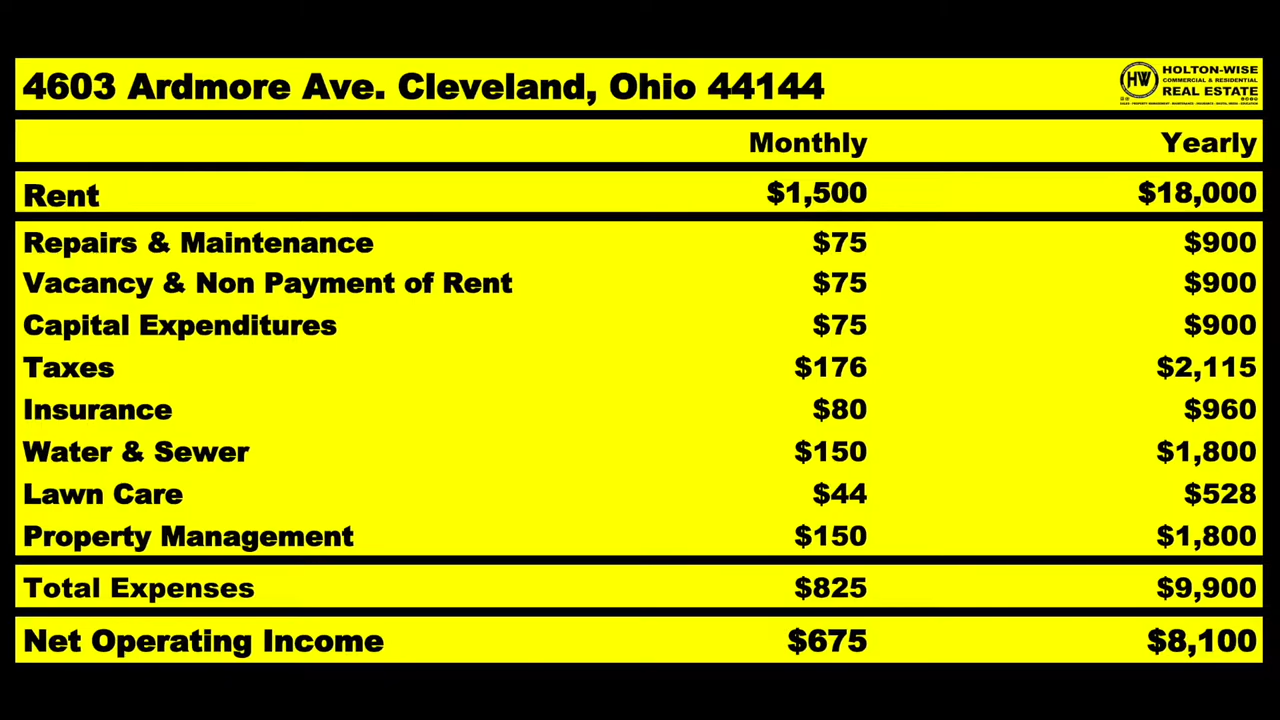 4603 Ardmore Ave. Cleveland, Ohio 44144
HW
HOLTON-WISE
COMMERCIAL & RESIDENTIAL
REAL ESTATE
Monthly Yearly
Rent $1,500 $18,000
Repairs & Maintenance $75 $900
Vacancy & Non Payment of Rent $75 $900
Capital Expenditures $75 $900
Taxes $176 $2,115
Insurance $80 $960
Water & Sewer $150 $1,800
Lawn Care $44 $528
Property Management $150 $1,800
Total Expenses $825 $9,900
Net Operating Income $675 $8,100